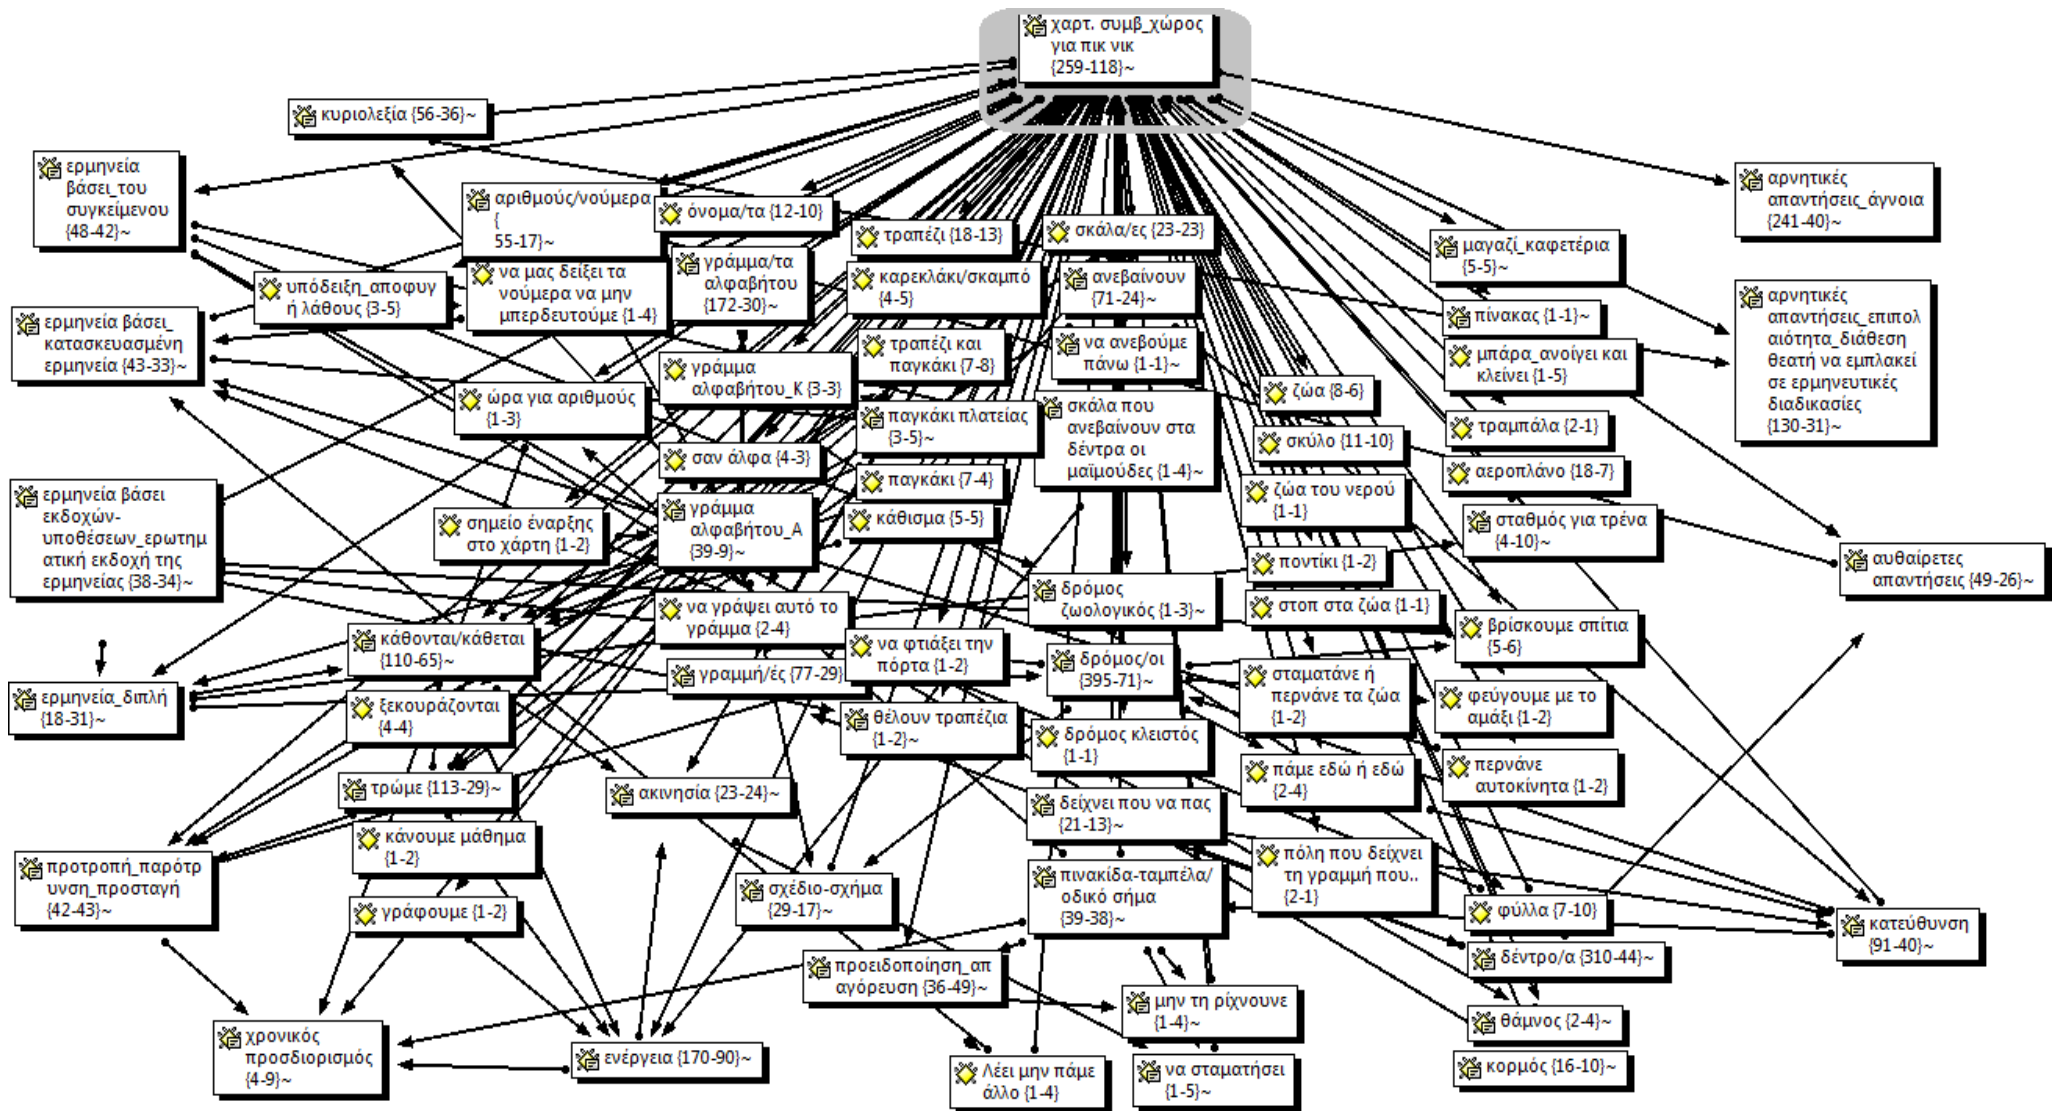 χαρτ. συμβ_χώρος
για πικ νικ
{259-118}~
κυριολεξία {56-36}~
ερμηνεία
βάσει_του
συγκείμενου
{48-42}~
αριθμούς/νούμερα
{
55-17}~
όνομα/τα {12-10}
τραπέζι {18-13}
σκάλα/ες {23-23}
μαγαζί_καφετέρια
{5-5}~
αρνητικές
απαντήσεις_άγνοια
{241-40}~
υπόδειξη_αποφυγ
ή λάθους {3-5}
να μας δείξει τα
νούμερα να μην
μπερδευτούμε {1-4}
γράμμα/τα
αλφαβήτου
{172-30}~
καρεκλάκι/σκαμπό
{4-5}
ανεβαίνουν
{71-24}~
πίνακας {1-1}~
αρνητικές
απαντήσεις_επιπολ
αιότητα_διάθεση
θεατή να εμπλακεί
σε ερμηνευτικές
διαδικασίες
{130-31}~
ερμηνεία βάσει_
κατασκευασμένη
ερμηνεία {43-33}~
ώρα για αριθμούς
{1-3}
γράμμα
αλφαβήτου_Κ {3-3}
τραπέζι και
παγκάκι {7-8}
να ανεβούμε
πάνω {1-1}~
μπάρα_ανοίγει και
κλείνει {1-5}
ζώα {8-6}
παγκάκι πλατείας
{3-5}~
σκάλα που
ανεβαίνουν στα
δέντρα οι
μαϊμούδες {1-4}~
τραμπάλα {2-1}
σκύλο {11-10}
σαν άλφα {4-3}
παγκάκι {7-4}
αεροπλάνο {18-7}
ζώα του νερού
{1-1}
ερμηνεία βάσει
εκδοχών-
υποθέσεων_ερωτημ
ατική εκδοχή της
ερμηνείας {38-34}~
σημείο έναρξης
στο χάρτη {1-2}
γράμμα
αλφαβήτου_Α
{39-9}~
κάθισμα {5-5}
σταθμός για τρένα
{4-10}~
ποντίκι {1-2}
αυθαίρετες
απαντήσεις {49-26}~
δρόμος
ζωολογικός {1-3}~
στοπ στα ζώα {1-1}
να γράψει αυτό το
γράμμα {2-4}
βρίσκουμε σπίτια
{5-6}
κάθονται/κάθεται
{110-65}~
να φτιάξει την
πόρτα {1-2}
γραμμή/ές {77-29}~
δρόμος/οι
{395-71}~
σταματάνε ή
περνάνε τα ζώα
{1-2}
φεύγουμε με το
αμάξι {1-2}
ερμηνεία_διπλή
{18-31}~
ξεκουράζονται
{4-4}
θέλουν τραπέζια
{1-2}~
δρόμος κλειστός
{1-1}
πάμε εδώ ή εδώ
{2-4}
περνάνε
αυτοκίνητα {1-2}
τρώμε {113-29}~
ακινησία {23-24}~
δείχνει που να πας
{21-13}~
κάνουμε μάθημα
{1-2}
πόλη που δείχνει
τη γραμμή που..
{2-1}
προτροπή_παρότρ
υνση_προσταγή
{42-43}~
σχέδιο-σχήμα
{29-17}~
πινακίδα-ταμπέλα/
οδικό σήμα
{39-38}~
γράφουμε {1-2}
φύλλα {7-10}
κατεύθυνση
{91-40}~
προειδοποίηση_απ
αγόρευση {36-49}~
δέντρο/α {310-44}~
μην τη ρίχνουνε
{1-4}~
θάμνος {2-4}~
χρονικός
προσδιορισμός
{4-9}~
ενέργεια {170-90}~
Λέει μην πάμε
άλλο {1-4}
να σταματήσει
{1-5}~
κορμός {16-10}~